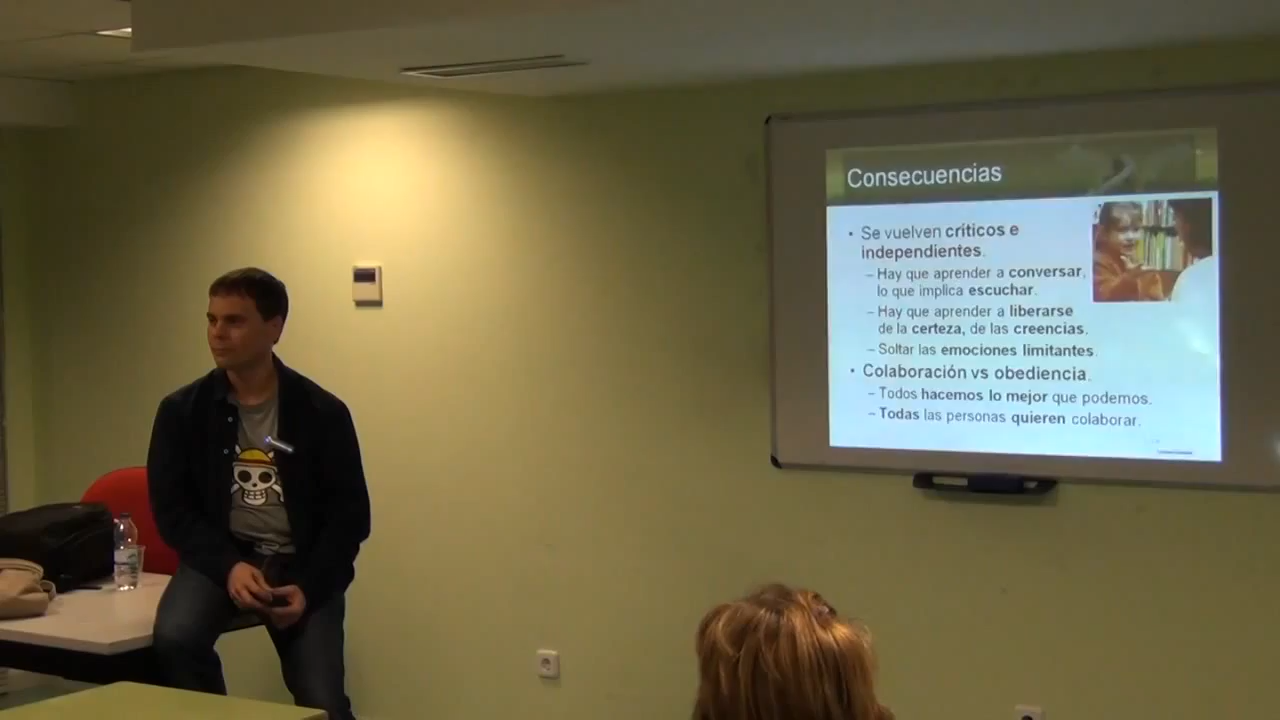 Consecuencias
• Se vuelven críticos e
independientes.
– Hay que aprender a conversar,
lo que implica escuchar.
– Hay que aprender a liberarse
de la certeza, de las creencias.
– Soltar las emociones limitantes.
• Colaboración vs obediencia.
– Todos hacemos lo mejor que podemos.
– Todas las personas quieren colaborar.